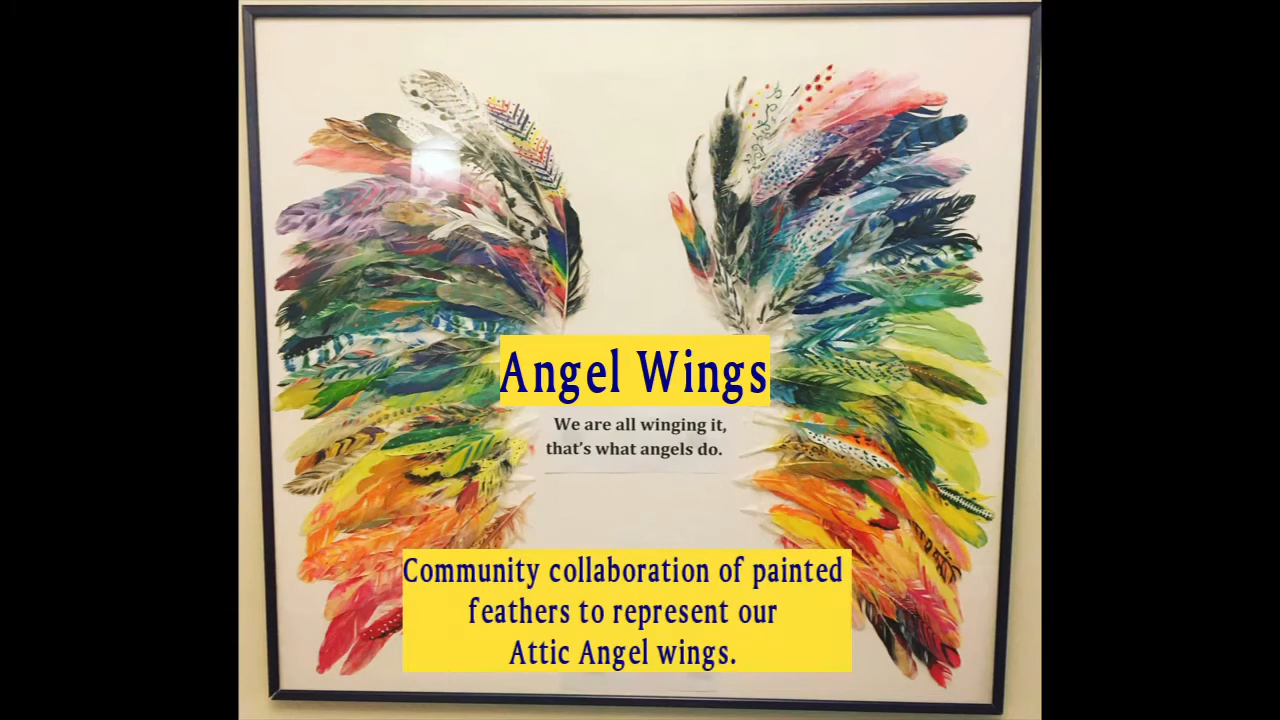 Angel Wings
We are all winging it,
that's what angels do.
Community collaboration of painted
feathers to represent our
Attic Angel wings.